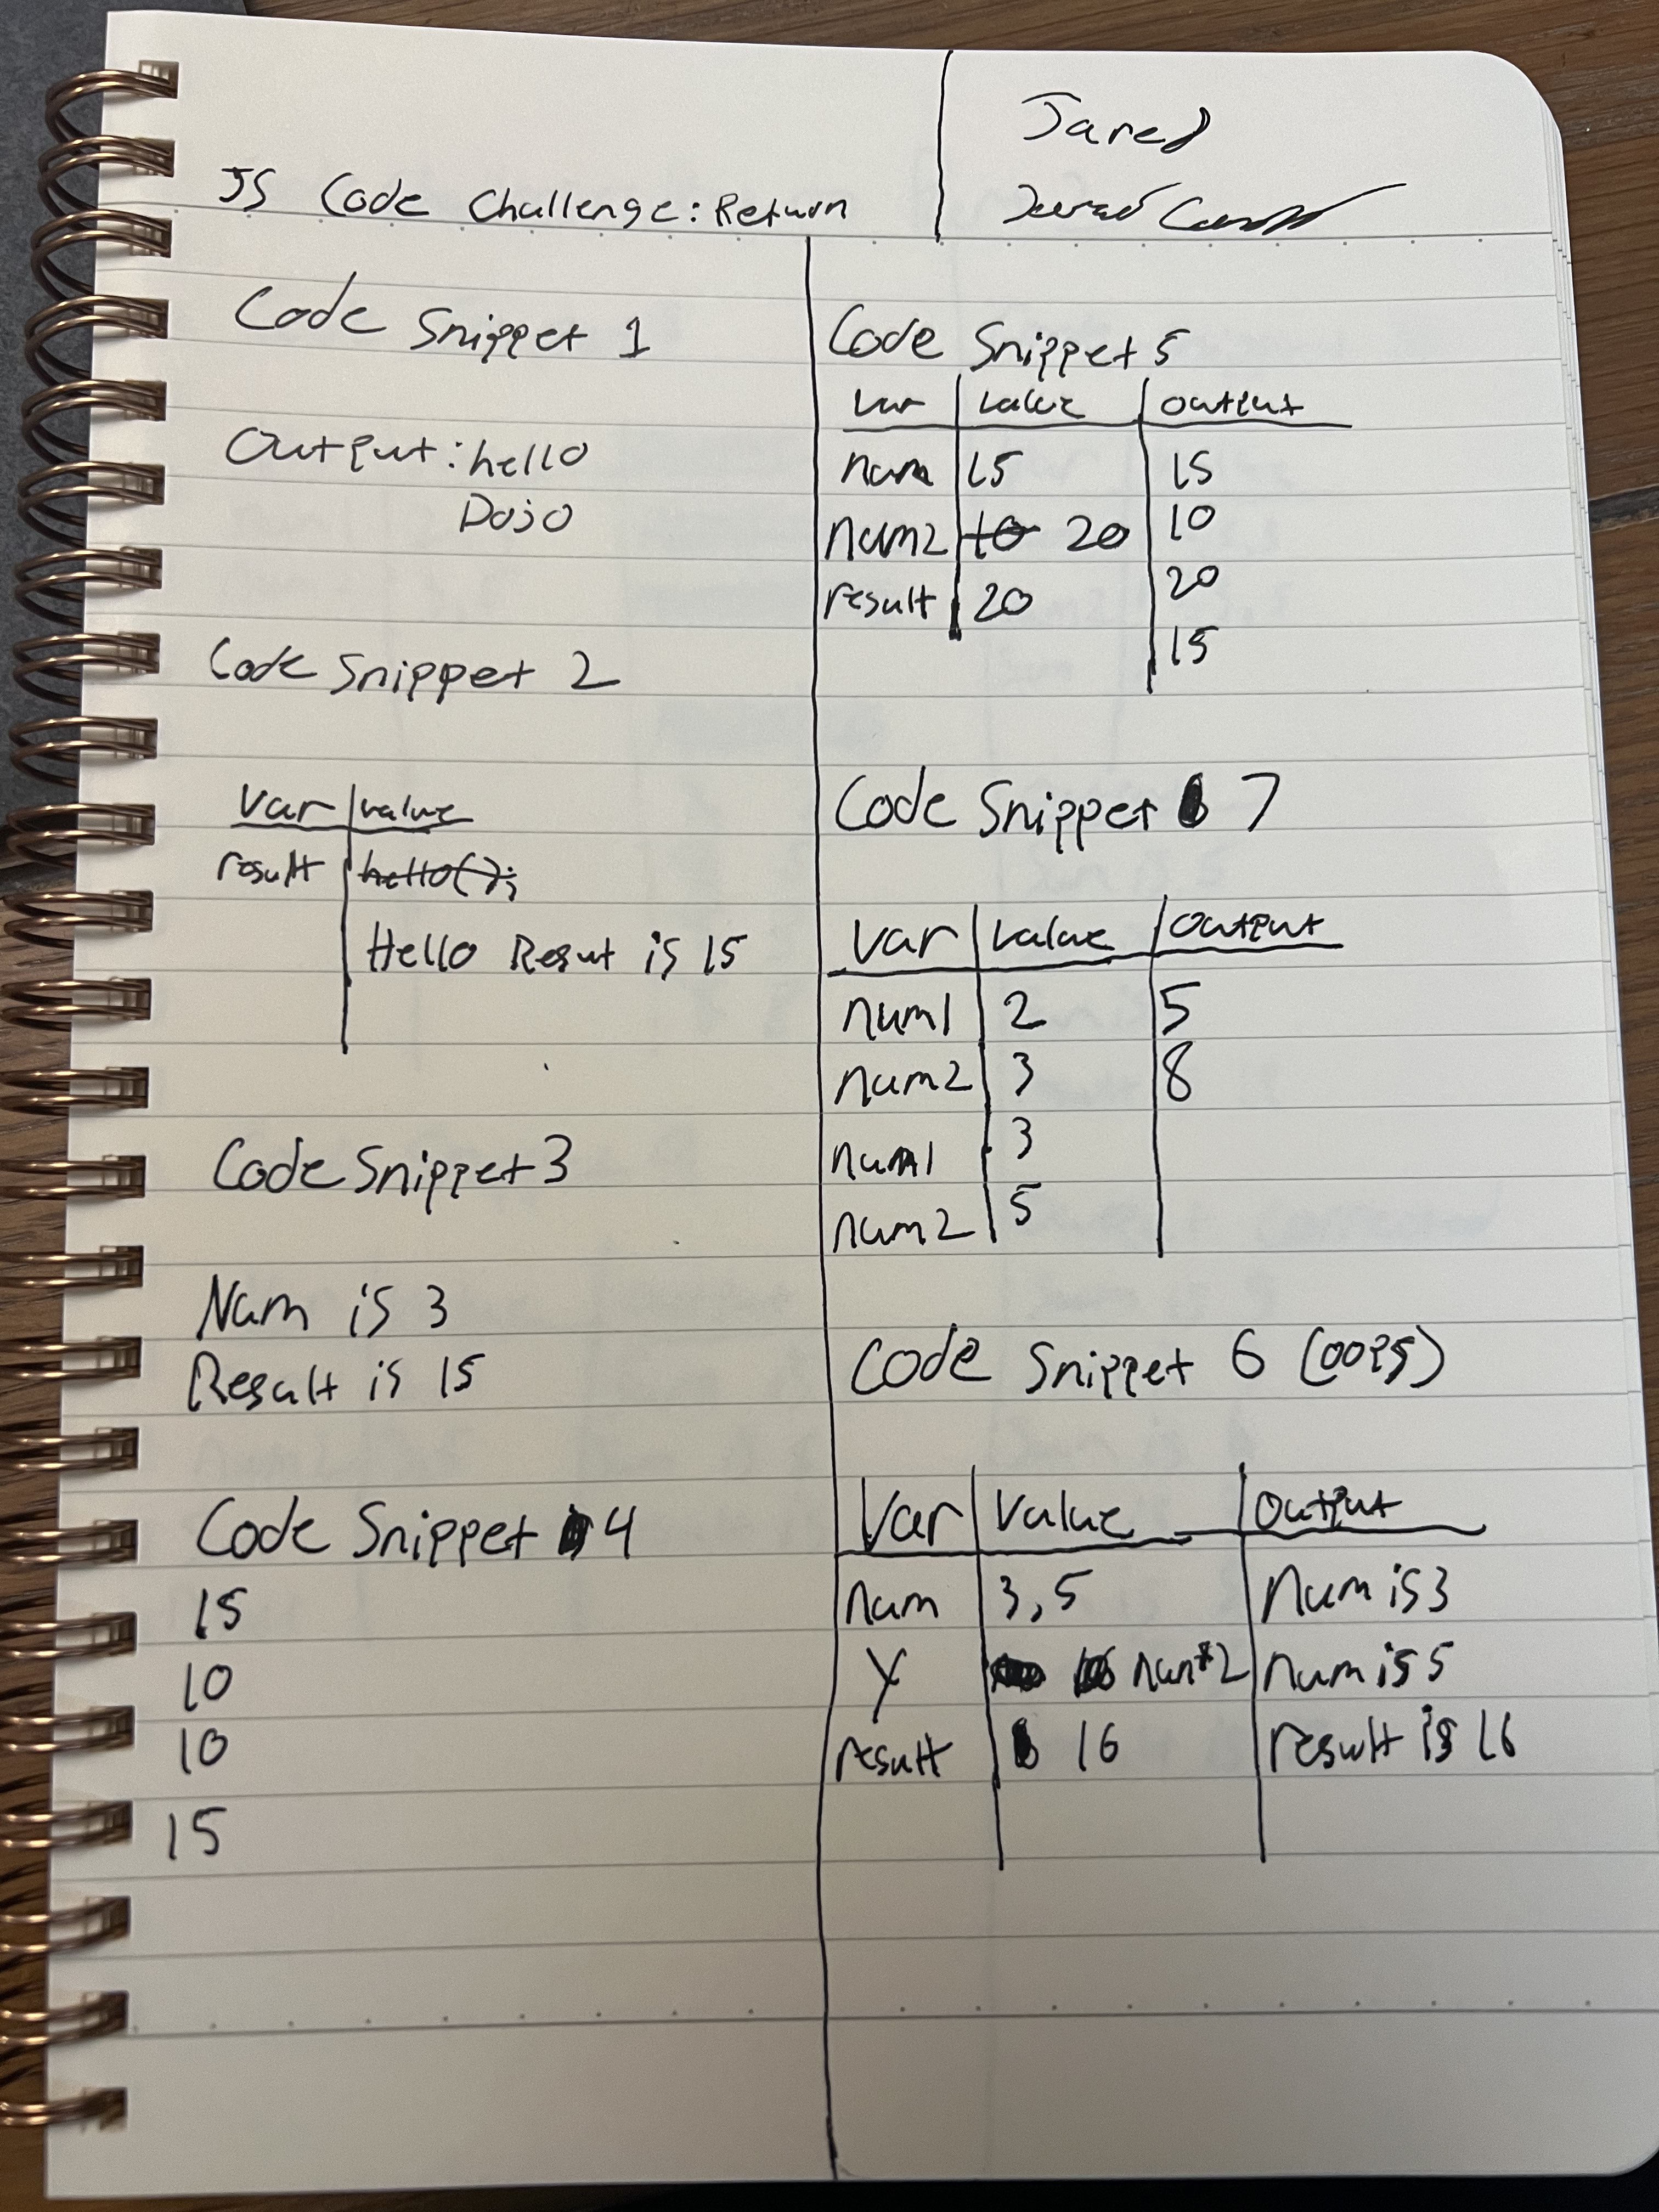 JS Code Challenge: Return
Jared
Code Snippet 1
Output: hello
Dojo
Code Snippet 2
Var value
result hello();
Hello Resut is 15
Code Snippet 3
Num is 3
Result is 15
Code Snippet 4
15
10
10
15
Code Snippet 5
Var value output
num 15 15
num2 10 20 10
result 20 20
15
Code Snippet 7
Var value output
num1 2 5
num2 3 8
num1 3
num2 5
Code Snippet 6 (oops)
Var Value output
num 3,5 num is 3
Y num*2 num is 5
result 16 result is 16